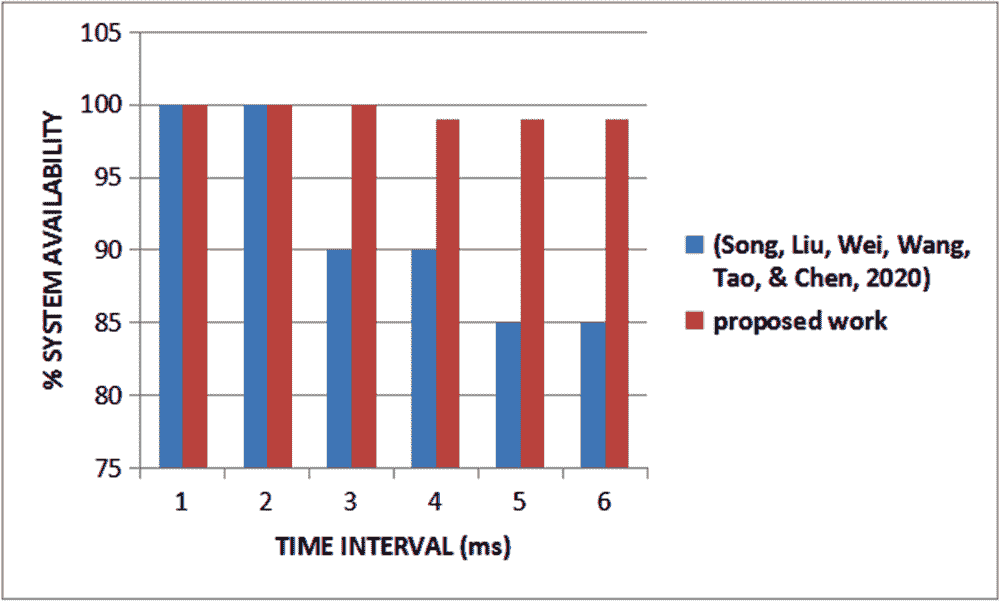 105
100
95
90
85
80
75
% SYSTEM AVAILABILITY
1 2 3 4 5 6
TIME INTERVAL (ms)
(Song, Liu, Wei, Wang,
Tao, & Chen, 2020)
proposed work